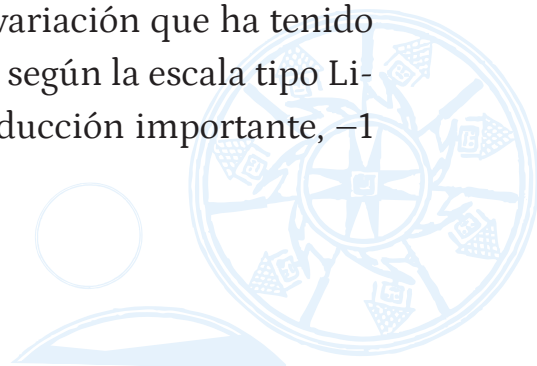 variación que ha tenido
según la escala tipo Li-
ducción importante, –1